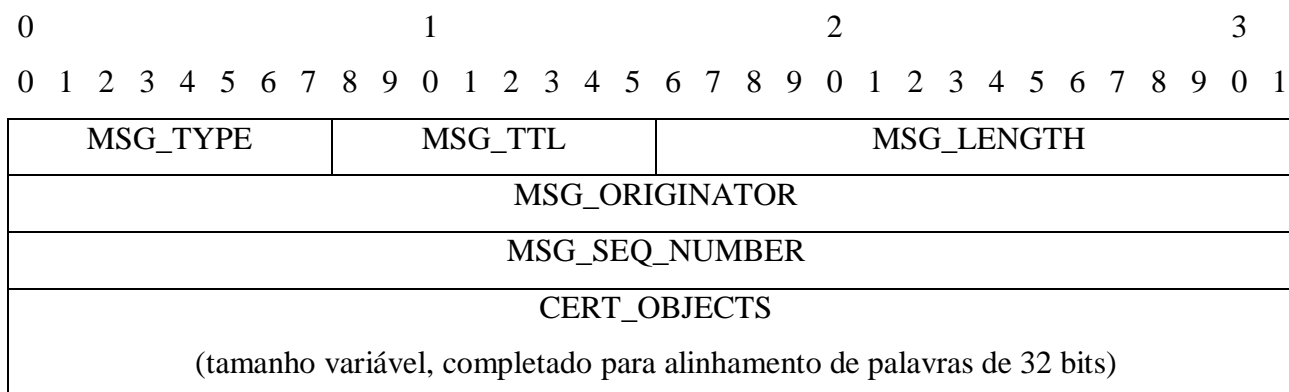 0 1 2 3
0 1 2 3 4 5 6 7 8 9 0 1 2 3 4 5 6 7 8 9 0 1 2 3 4 5 6 7 8 9 0 1
MSG_TYPE MSG_TTL MSG_LENGTH
MSG_ORIGINATOR
MSG_SEQ_NUMBER
CERT_OBJECTS
(tamanho variável, completado para alinhamento de palavras de 32 bits)